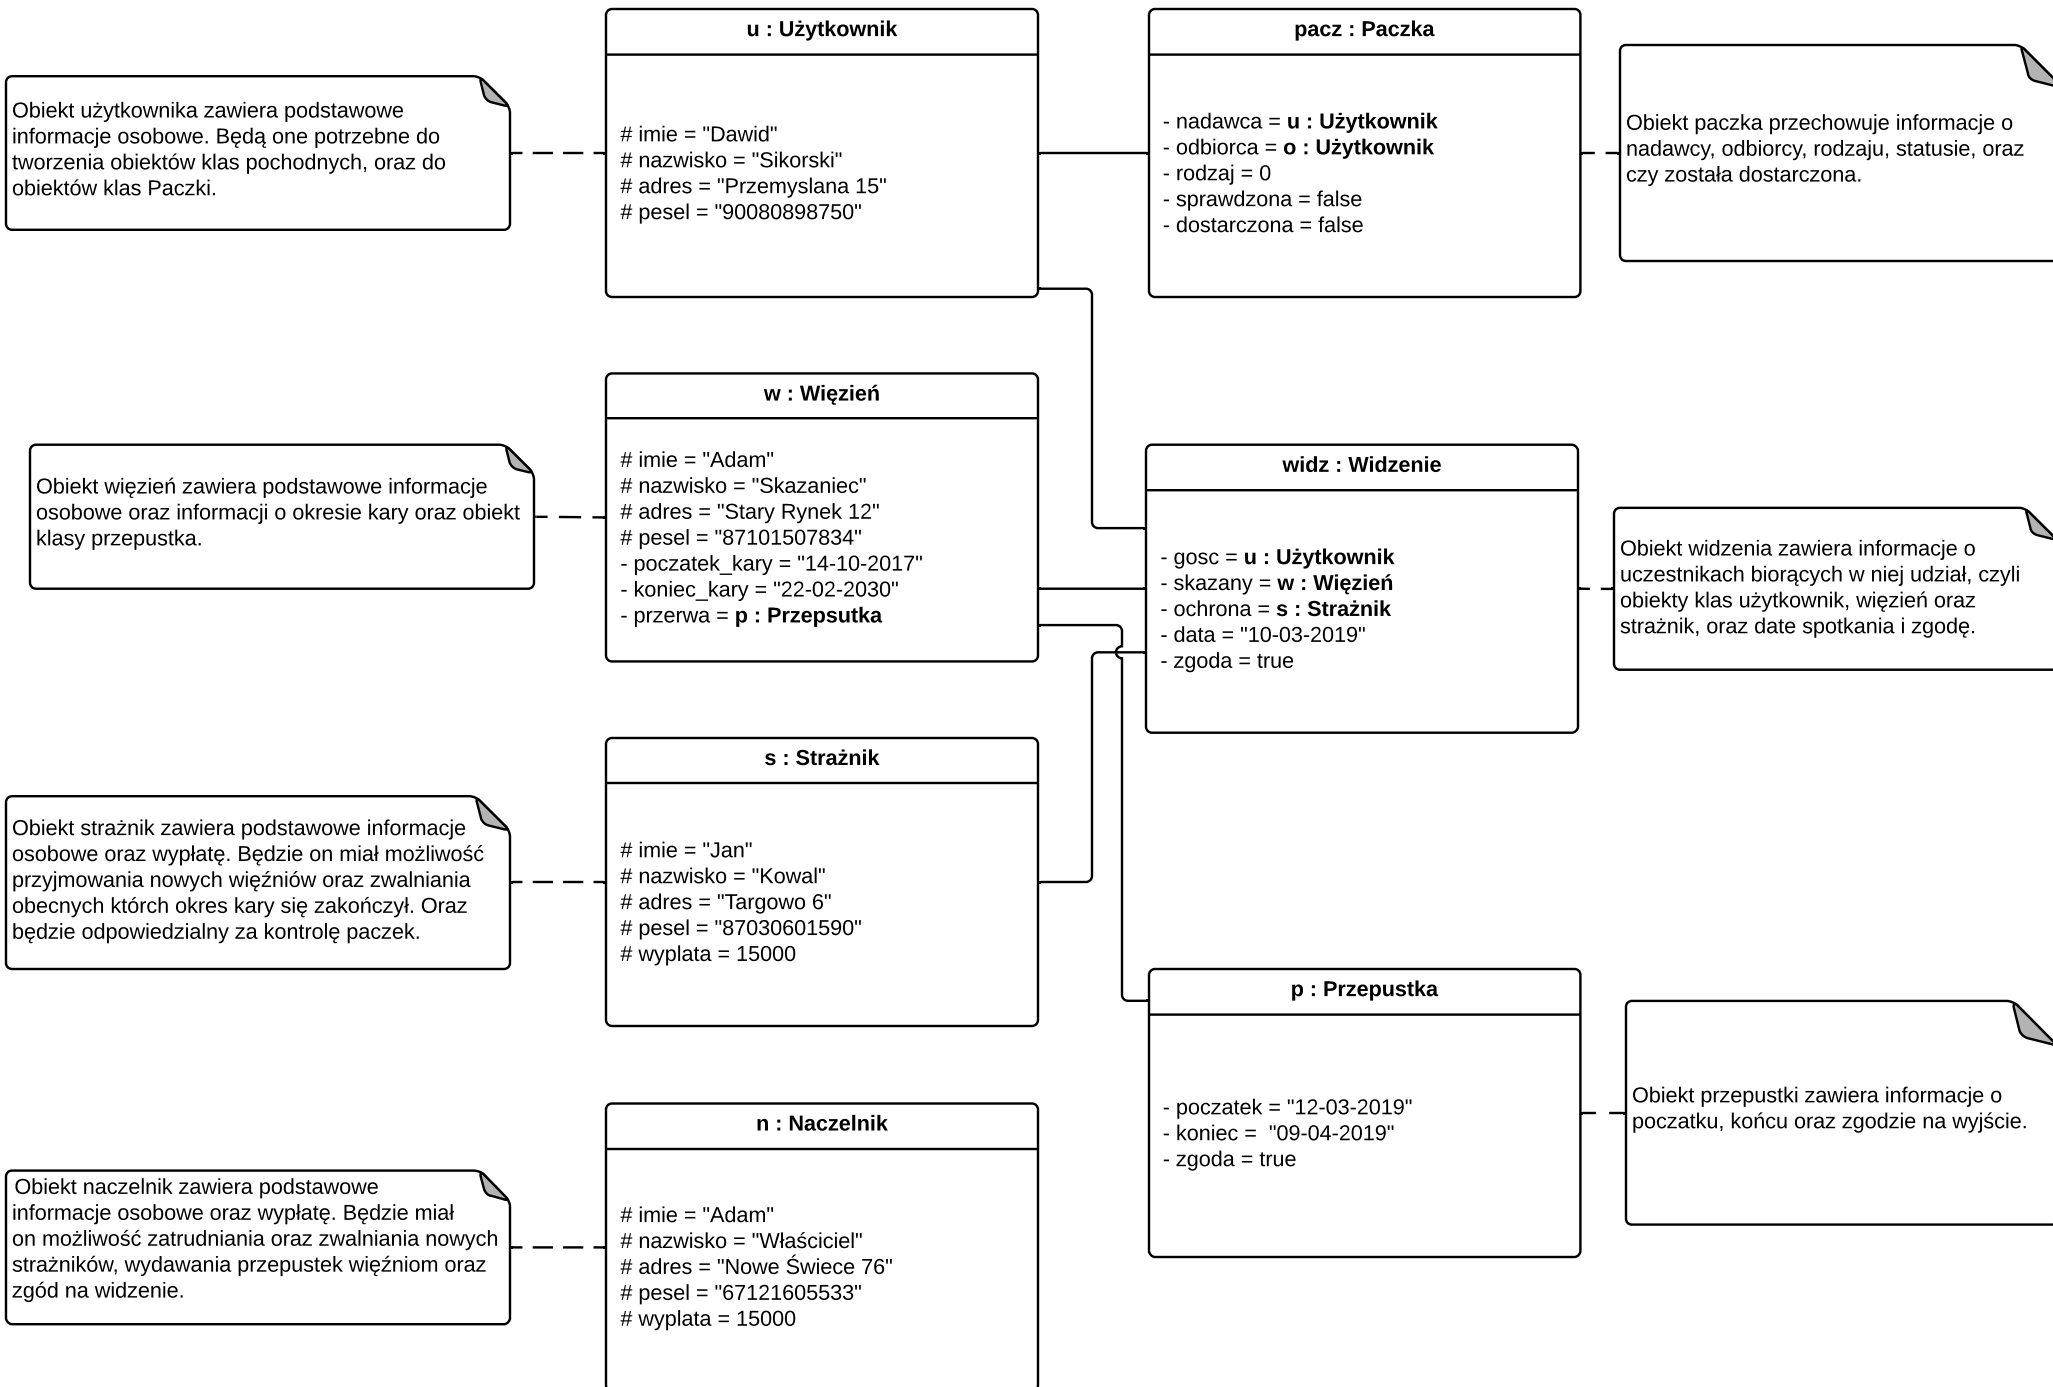 u : Użytkownik
# imie = "Dawid"
# nazwisko = "Sikorski"
# adres = "Przemyslana 15"
# pesel = "90080898750"
pacz : Paczka
- nadawca = u : Użytkownik
- odbiorca = o : Użytkownik
- rodzaj = 0
- sprawdzona = false
- dostarczona = false
Obiekt użytkownika zawiera podstawowe
informacje osobowe. Będą one potrzebne do
tworzenia obiektów klas pochodnych, oraz do
obiektów klas Paczki.
Obiekt paczka przechowuje informacje o
nadawcy, odbiorcy, rodzaju, statusie, oraz
czy została dostarczona.
w : Więzień
# imie = "Adam"
# nazwisko = "Skazaniec"
# adres = "Stary Rynek 12"
# pesel = "87101507834"
- poczatek_kary = "14-10-2017"
- koniec_kary = "22-02-2030"
- przerwa = p : Przepsutka
Obiekt więzień zawiera podstawowe informacje
osobowe oraz informacji o okresie kary oraz obiekt
klasy przepustka.
widz : Widzenie
- gosc = u : Użytkownik
- skazany = w : Więzień
- ochrona = s : Strażnik
- data = "10-03-2019"
- zgoda = true
Obiekt widzenia zawiera informacje o
uczestnikach biorących w niej udział, czyli
obiekty klas użytkownik, więzień oraz
strażnik, oraz date spotkania i zgodę.
s : Strażnik
# imie = "Jan"
# nazwisko = "Kowal"
# adres = "Targowo 6"
# pesel = "87030601590"
# wyplata = 15000
Obiekt strażnik zawiera podstawowe informacje
osobowe oraz wypłatę. Będzie on miał możliwość
przyjmowania nowych więźniów oraz zwalniania
obecnych którch okres kary się zakończył. Oraz
będzie odpowiedzialny za kontrolę paczek.
p : Przepustka
- poczatek = "12-03-2019"
- koniec =  "09-04-2019"
- zgoda = true
Obiekt przepustki zawiera informacje o
poczatku, końcu oraz zgodzie na wyjście.
n : Naczelnik
# imie = "Adam"
# nazwisko = "Właściciel"
# adres = "Nowe Świece 76"
# pesel = "67121605533"
# wyplata = 15000
Obiekt naczelnik zawiera podstawowe
informacje osobowe oraz wypłatę. Będzie miał
on możliwość zatrudniania oraz zwalniania nowych
strażników, wydawania przepustek więźniom oraz
zgód na widzenie.